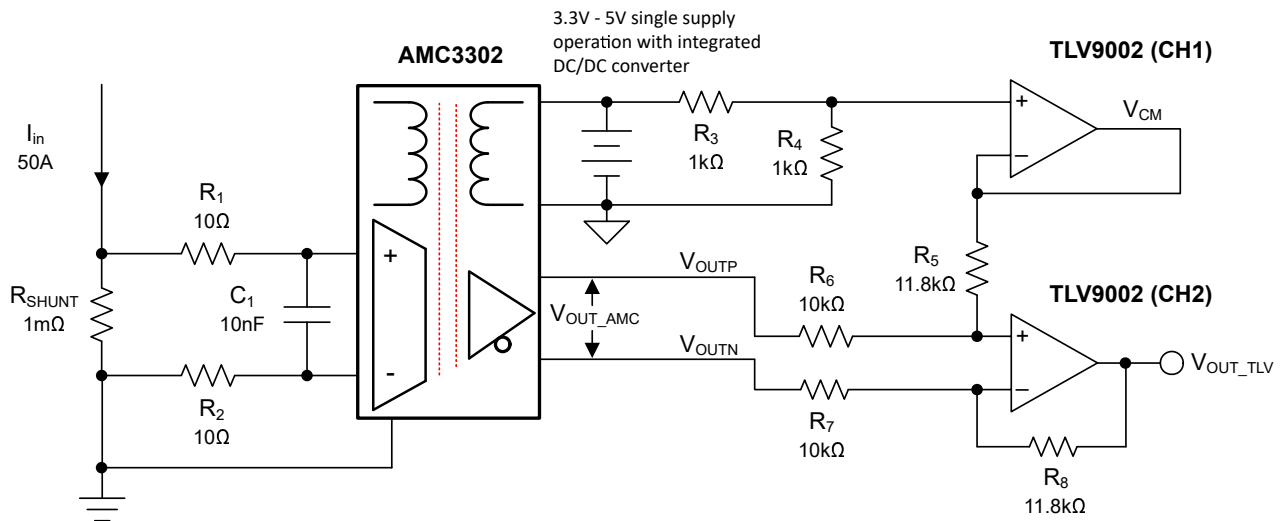 3.3V - 5V single supply
operation with integrated
DC/DC converter
AMC3302
TLV9002 (CH1)
I_in
50A
R_1
10Ω
R_SHUNT
1mΩ
C_1
10nF
R_2
10Ω
+
-
R_3
1kΩ
R_4
1kΩ
+
−
V_CM
R_5
11.8kΩ
V_OUTP
V_OUT_AMC
V_OUTN
R_6
10kΩ
R_7
10kΩ
TLV9002 (CH2)
+
−
V_OUT_TLV
R_8
11.8kΩ